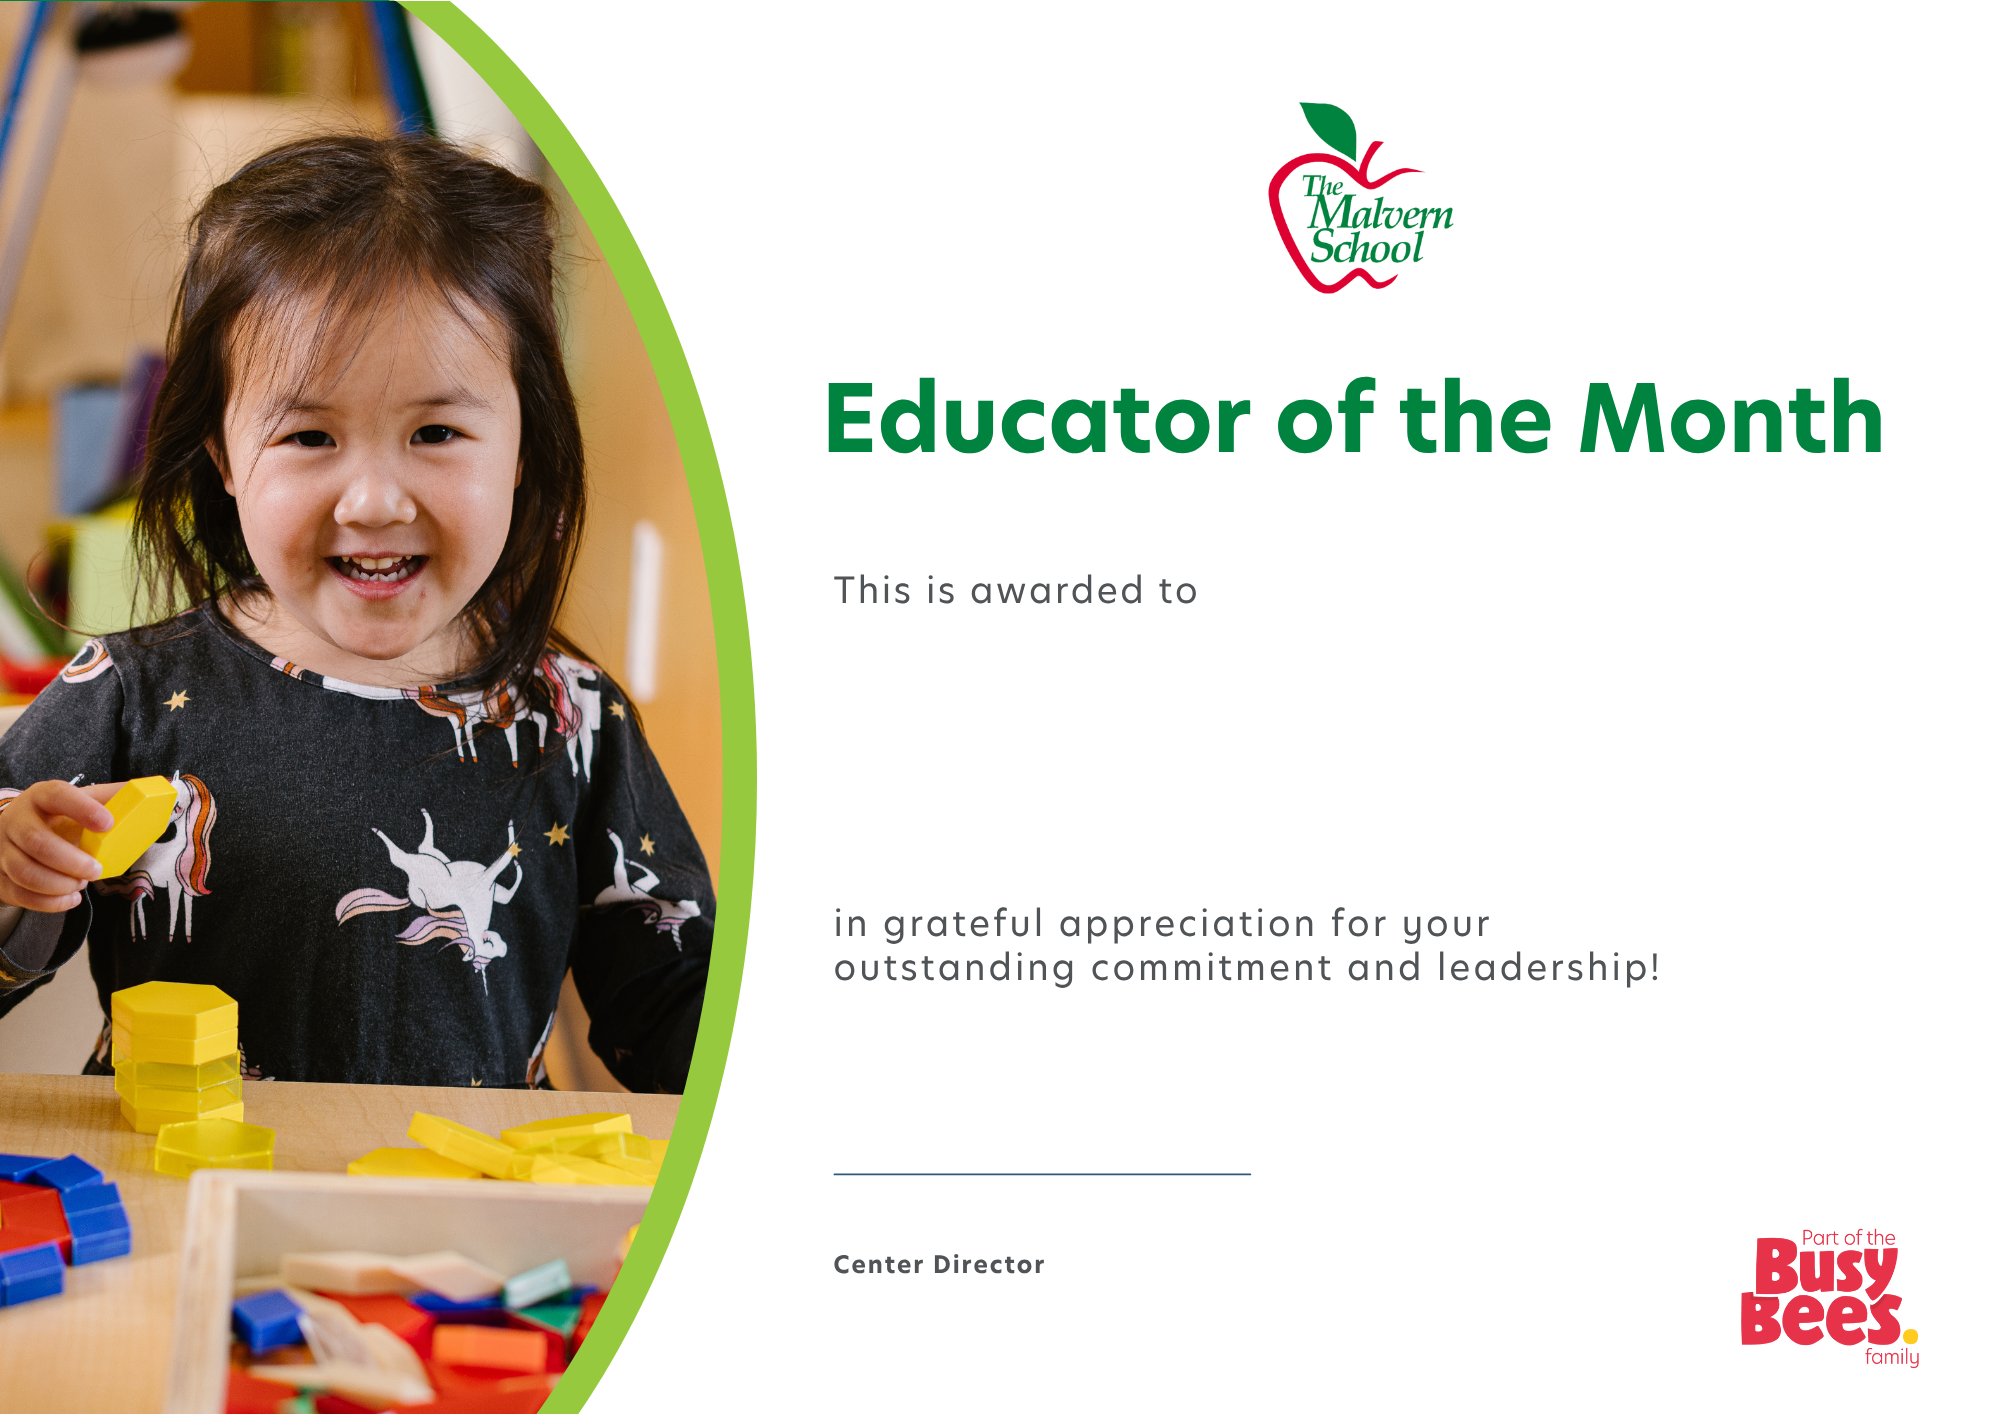 The
Malvern
School
Educator of the Month
This is awarded to
in grateful appreciation for your
outstanding commitment and leadership!
Center Director
Part of the
Busy
Bees.
family